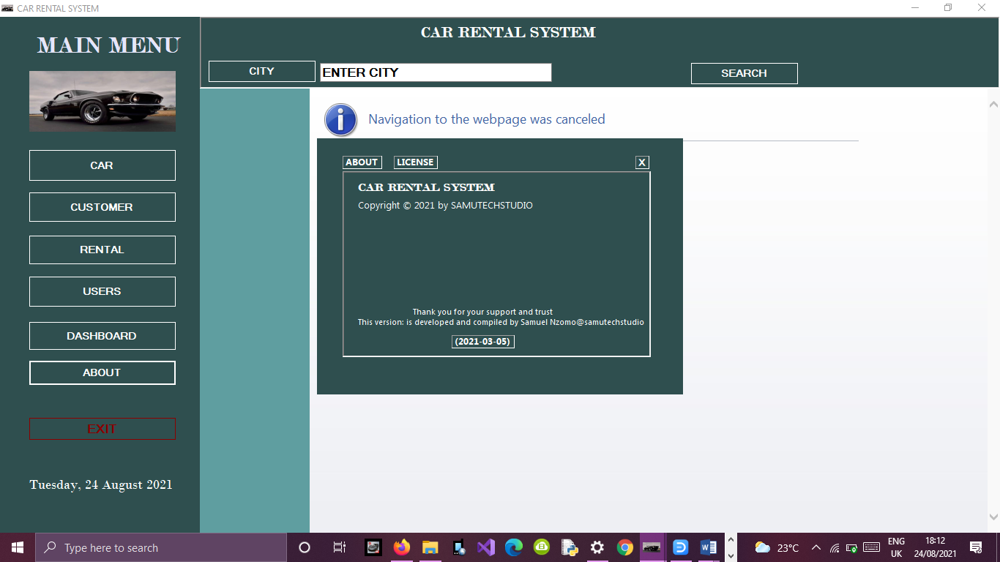 CAR RENTAL SYSTEM
MAIN MENU
CAR RENTAL SYSTEM
CITY
ENTER CITY
SEARCH
Navigation to the webpage was canceled
CAR
CUSTOMER
RENTAL
USERS
DASHBOARD
ABOUT
EXIT
Tuesday, 24 August 2021
ABOUT LICENSE X
CAR RENTAL SYSTEM
Copyright © 2021 by SAMUTECHSTUDIO
Thank you for your support and trust
This version: is developed and compiled by Samuel Nzomo@samutechstudio
(2021-03-05)
Type here to search
23°C
ENG
UK
18:12
24/08/2021